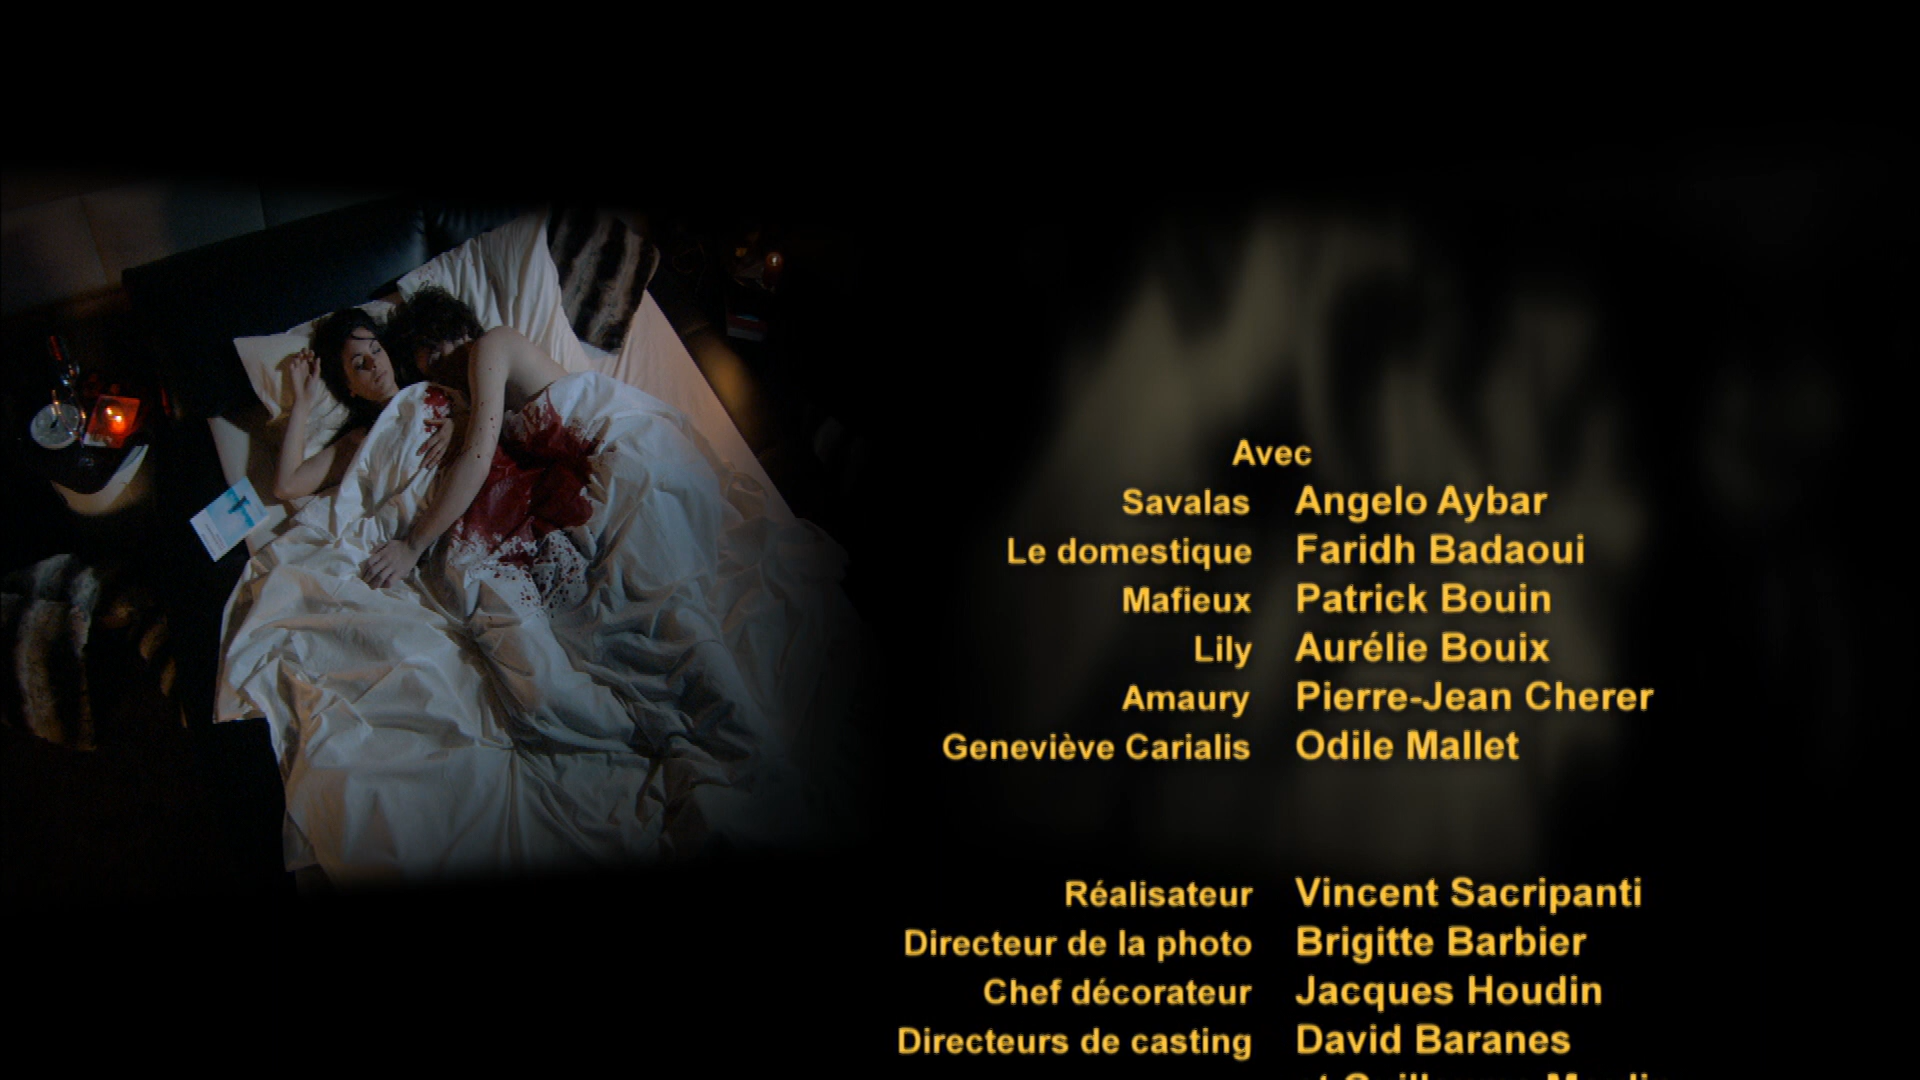 Avec
Savalas Angelo Aybar
Le domestique Faridh Badaoui
Mafieux Patrick Bouin
Lily Aurélie Bouix
Amaury Pierre-Jean Cherer
Geneviève Carialis Odile Mallet
Réalisateur Vincent Sacripanti
Directeur de la photo Brigitte Barbier
Chef décorateur Jacques Houdin
Directeurs de casting David Baranes